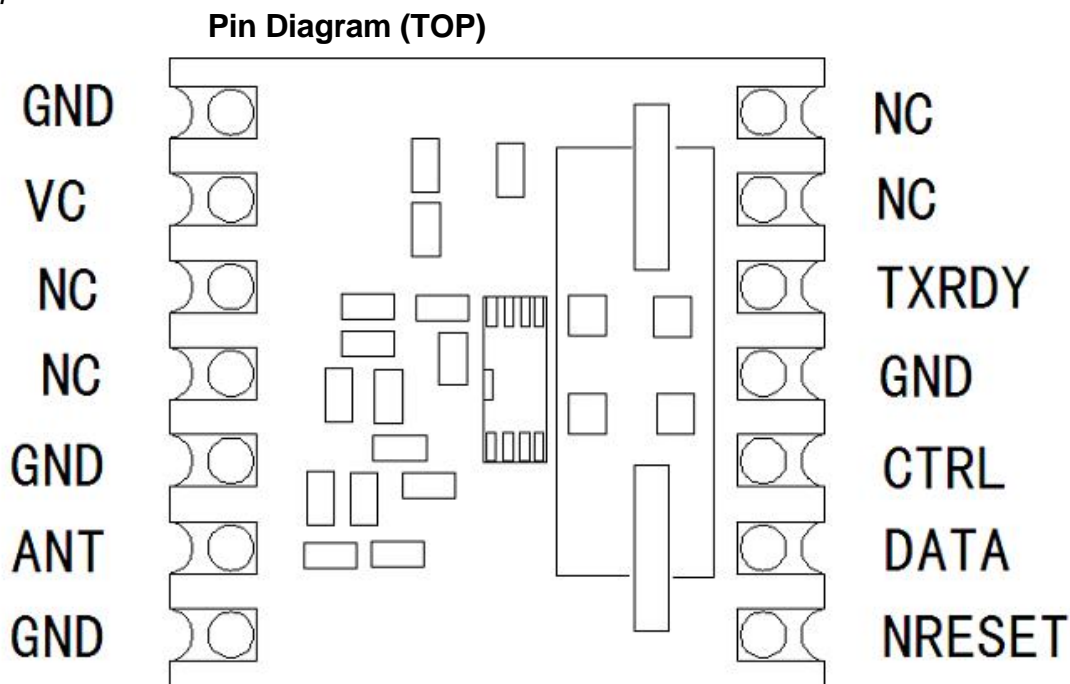 Pin Diagram (TOP)
GND NC
VC NC
NC TXRDY
NC GND
GND CTRL
ANT DATA
GND NRESET